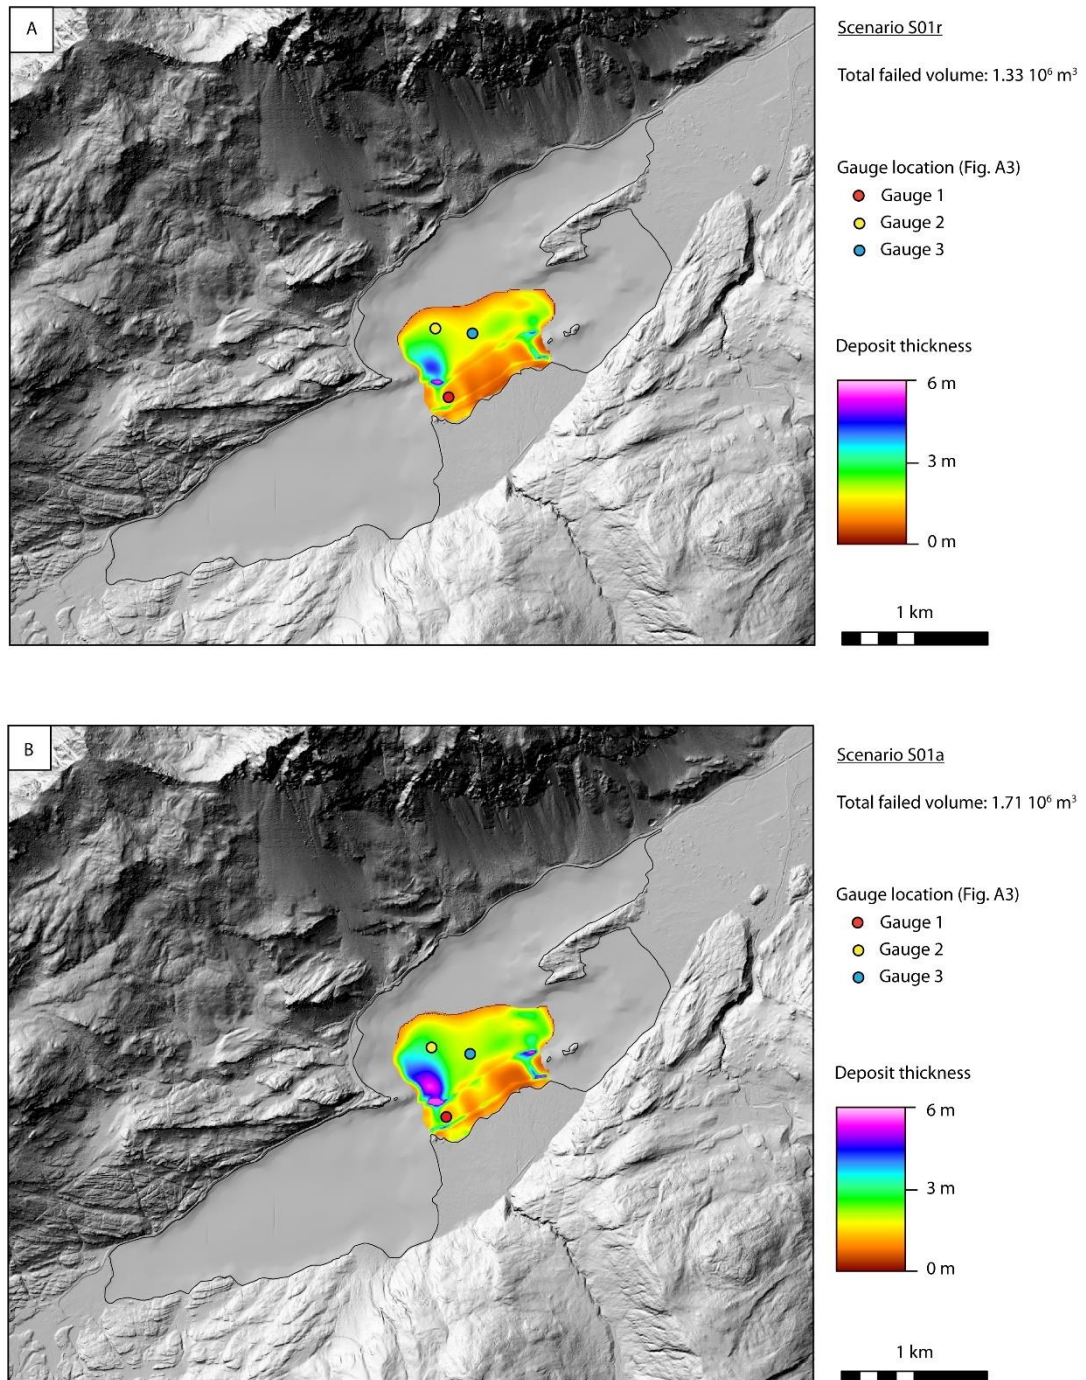 A
Scenario S01r
Total failed volume: 1.33 10⁶ m³
Gauge location (Fig. A3)
Gauge 1
Gauge 2
Gauge 3
Deposit thickness
6 m
3 m
0 m
1 km
B
Scenario S01a
Total failed volume: 1.71 10⁶ m³
Gauge location (Fig. A3)
Gauge 1
Gauge 2
Gauge 3
Deposit thickness
6 m
3 m
0 m
1 km